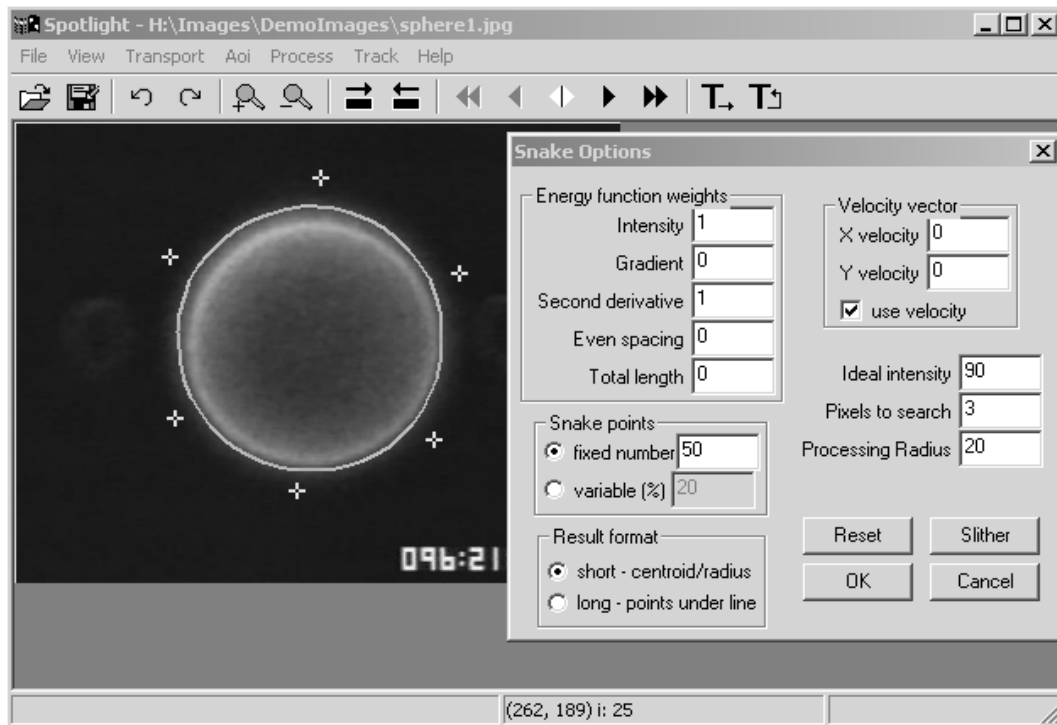 Spotlight - H:\Images\DemoImages\sphere1.jpg
File View Transport Aoi Process Track Help
T T
Snake Options
Energy function weights
Intensity 1
Gradient 0
Second derivative 1
Even spacing 0
Total length 0
Velocity vector
X velocity 0
Y velocity 0
use velocity
Ideal intensity 90
Pixels to search 3
Processing Radius 20
Snake points
fixed number 50
variable (%) 20
Result format
short - centroid/radius
long - points under line
Reset Slither
OK Cancel
096:21:
(262, 189) i: 25